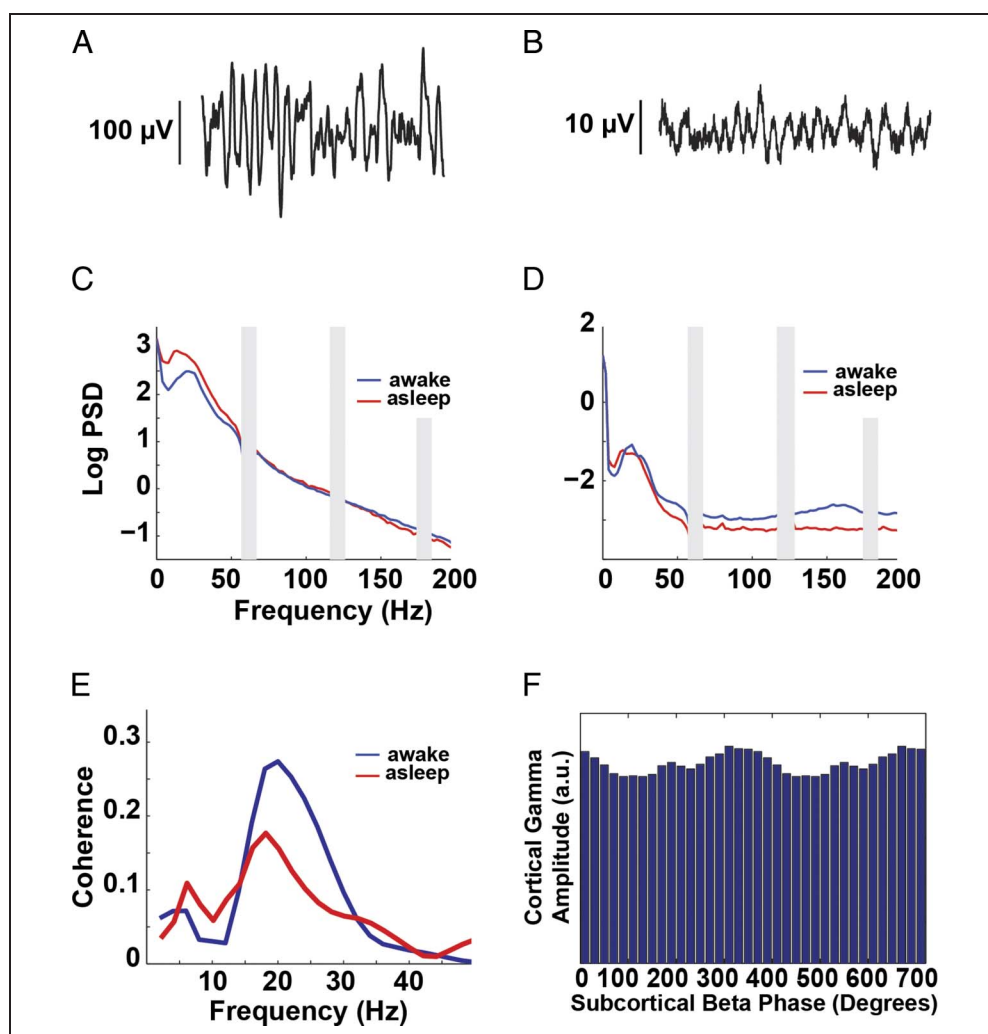 A
B
100 µV
10 µV
C
D
Log PSD
3
2
1
0
−1
awake
asleep
0 50 100 150 200
Frequency (Hz)
2
0
−2
awake
asleep
0 50 100 150 200
E
F
Coherence
0.3
0.2
0.1
0
awake
asleep
10 20 30 40
Frequency (Hz)
Cortical Gamma
Amplitude (a.u.)
0 100 200 300 400 500 600 700
Subcortical Beta Phase (Degrees)